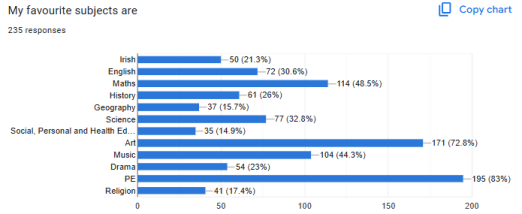 My favourite subjects are
Copy chart
235 responses
Irish 50 (21.3%)
English 72 (30.6%)
Maths 114 (48.5%)
History 61 (26%)
Geography 37 (15.7%)
Science 77 (32.8%)
Social, Personal and Health Ed... 35 (14.9%)
Art 171 (72.8%)
Music 104 (44.3%)
Drama 54 (23%)
PE 195 (83%)
Religion 41 (17.4%)
0 50 100 150 200